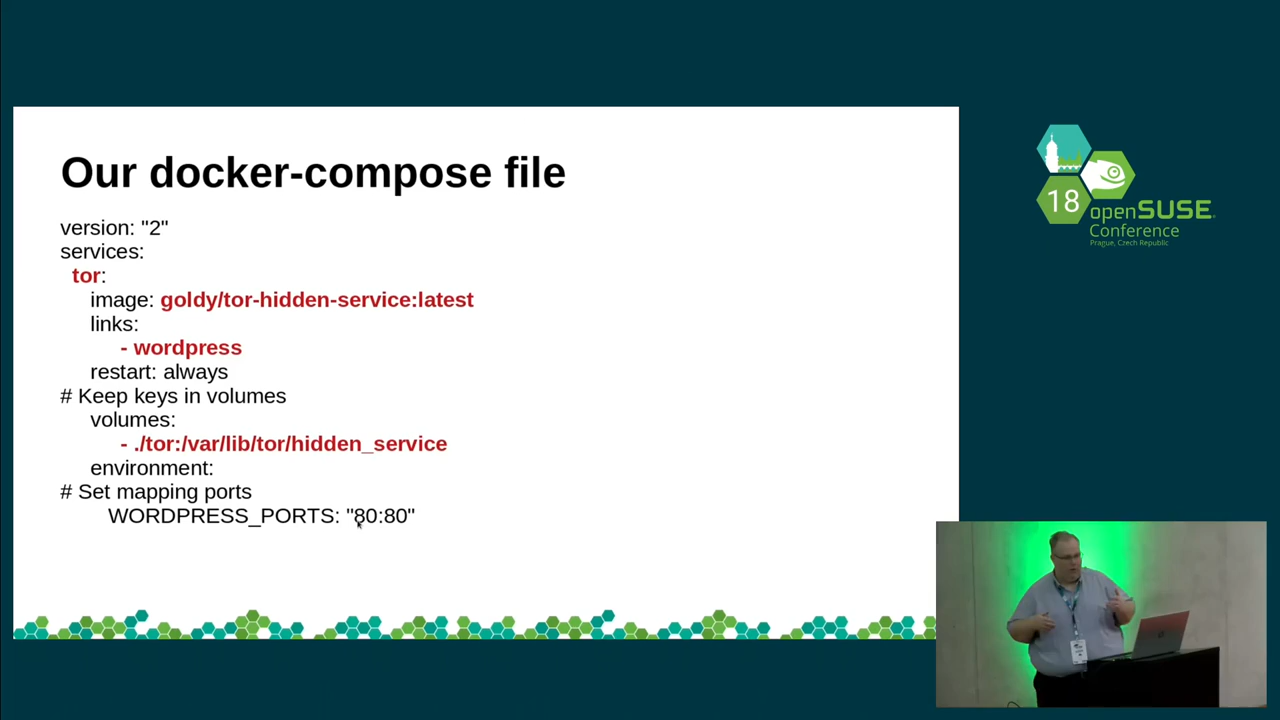 Our docker-compose file
version: "2"
services:
tor:
image: goldy/tor-hidden-service:latest
links:
- wordpress
restart: always
# Keep keys in volumes
volumes:
- ./tor:/var/lib/tor/hidden_service
environment:
# Set mapping ports
WORDPRESS_PORTS: "80:80"
18
openSUSE
Conference
Prague, Czech Republic